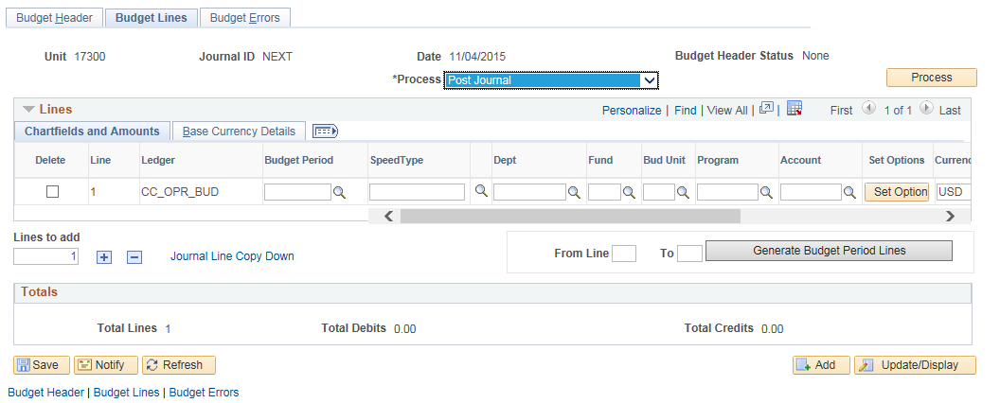 Budget Header Budget Lines Budget Errors
Unit 17300 Journal ID NEXT Date 11/04/2015 Budget Header Status None
*Process Post Journal Process
Lines Personalize | Find | View All | | First 1 of 1 Last
Chartfields and Amounts Base Currency Details
Delete Line Ledger Budget Period SpeedType Dept Fund Bud Unit Program Account Set Options Currenc
1 CC_OPR_BUD Set Option USD
Lines to add
1 Journal Line Copy Down From Line To Generate Budget Period Lines
Totals
Total Lines 1 Total Debits 0.00 Total Credits 0.00
Save Notify Refresh Add Update/Display
Budget Header | Budget Lines | Budget Errors